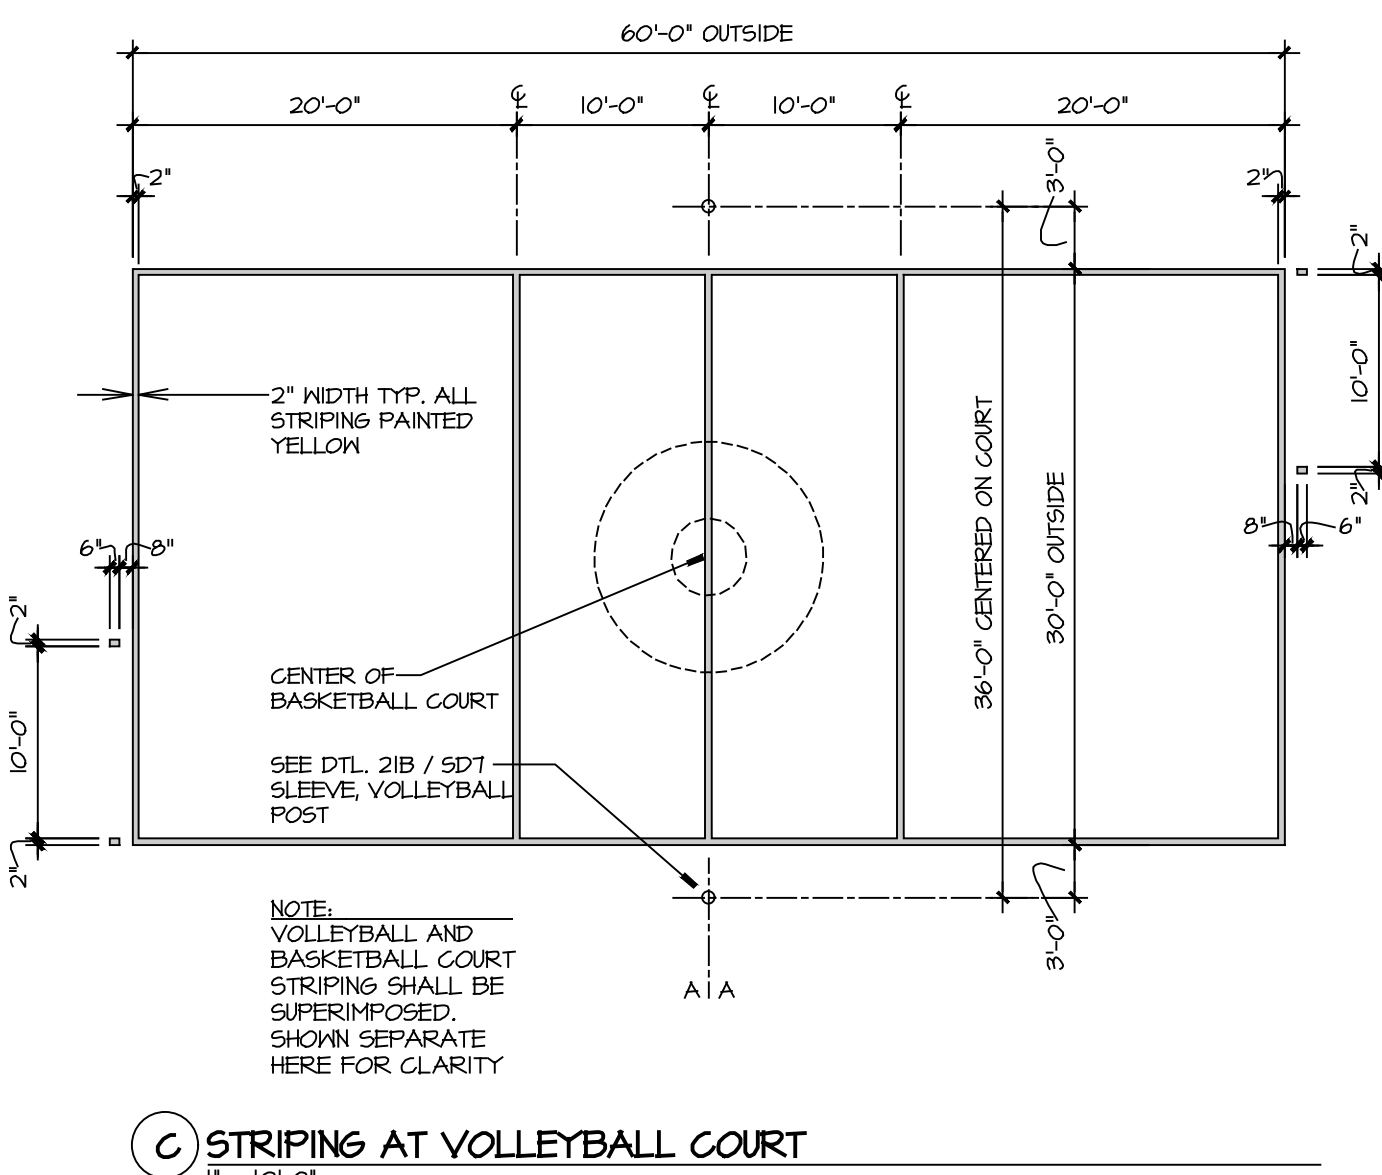 60'-0" OUTSIDE
20'-0"
℄
10'-0"
℄
10'-0"
℄
20'-0"
2"
3'-0"
2"
2"
10'-0"
2"
8"
6"
2" WIDTH TYP. ALL
STRIPING PAINTED
YELLOW
36'-0" CENTERED ON COURT
30'-0" OUTSIDE
6"
8"
2"
10'-0"
2"
CENTER OF
BASKETBALL COURT
SEE DTL. 21B / SD7
SLEEVE, VOLLEYBALL
POST
3'-0"
NOTE:
VOLLEYBALL AND
BASKETBALL COURT
STRIPING SHALL BE
SUPERIMPOSED.
SHOWN SEPARATE
HERE FOR CLARITY
A A
C STRIPING AT VOLLEYBALL COURT